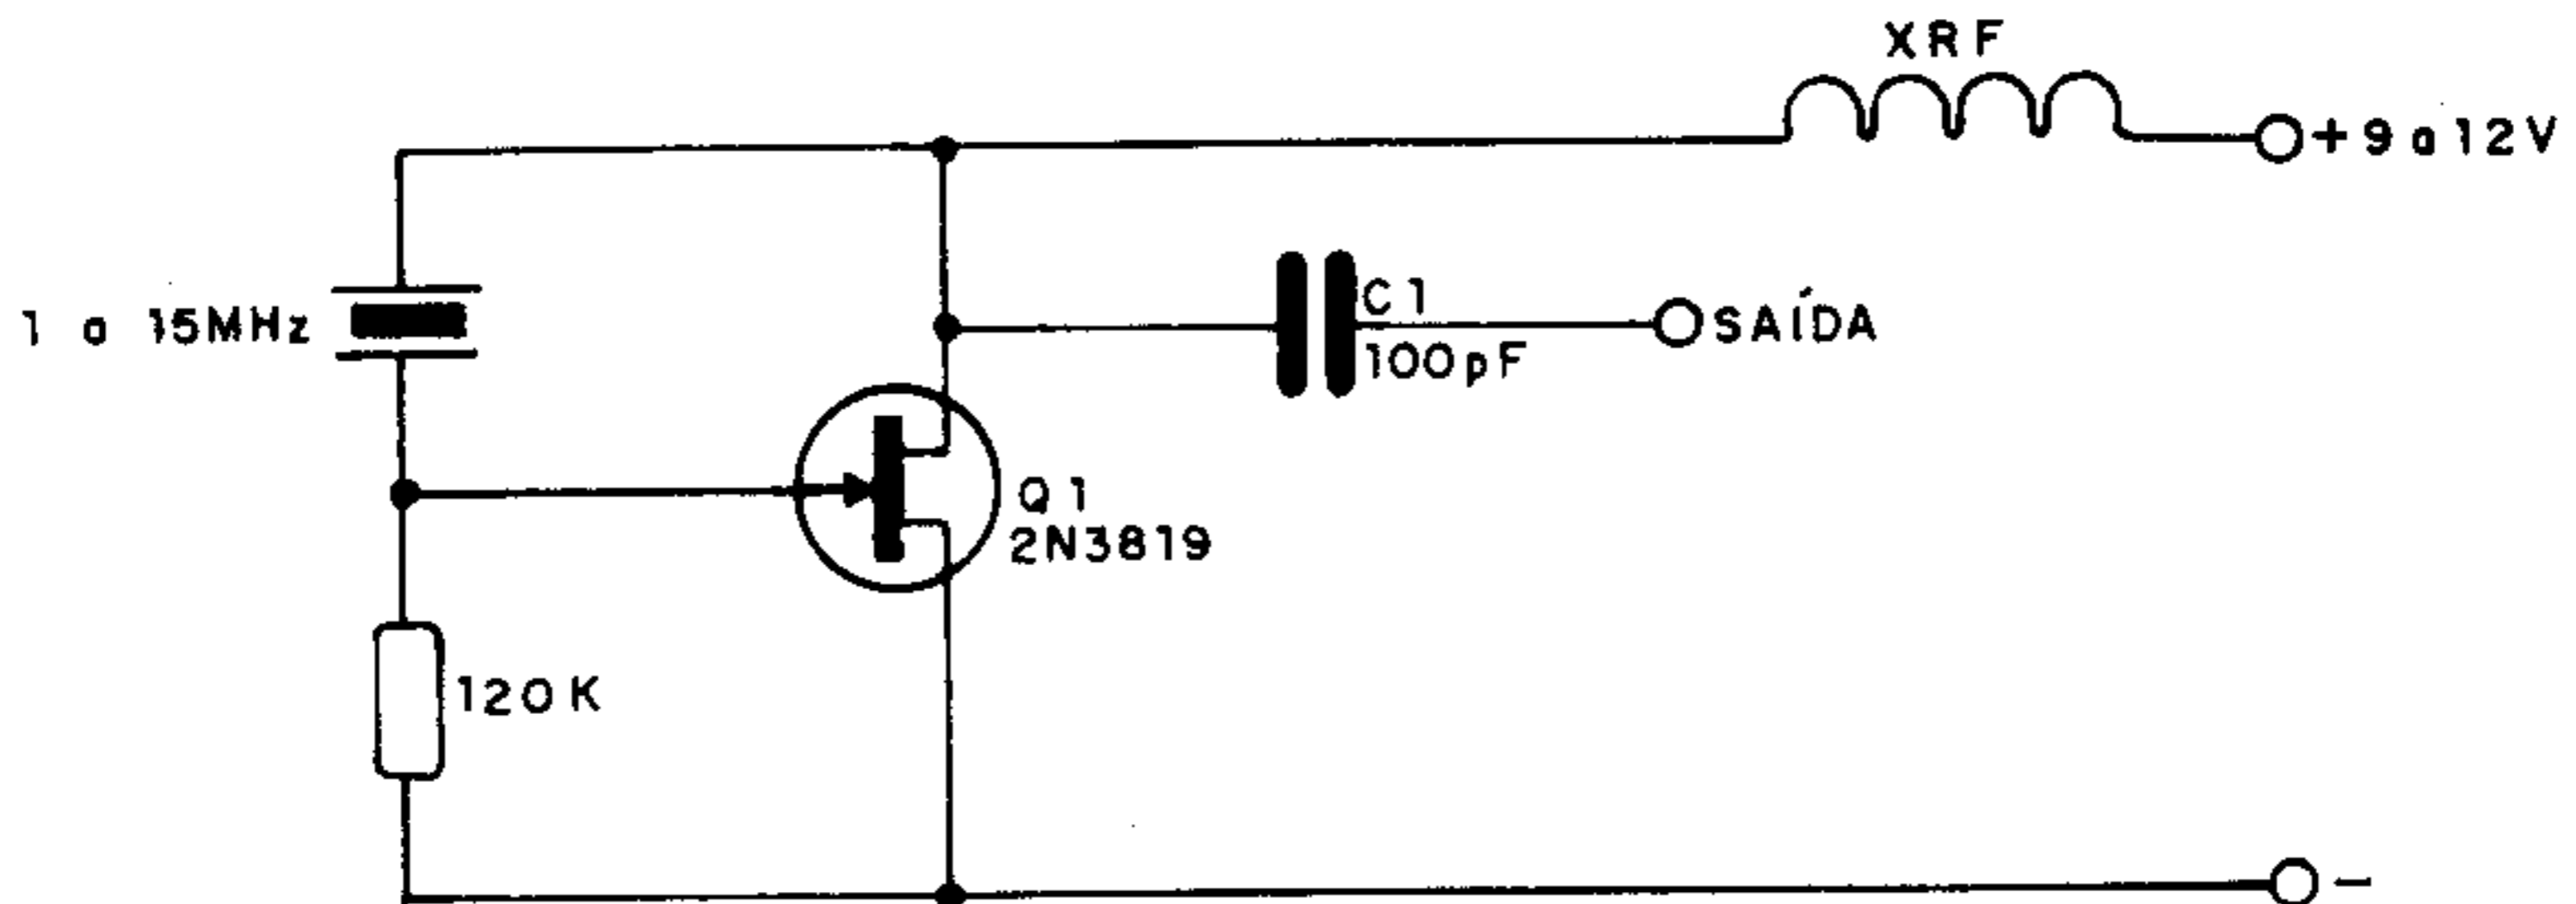 XRF
+9 a 12V
1 a 15MHz
C1
100pF
SAÍDA
Q1
2N3819
120K
-